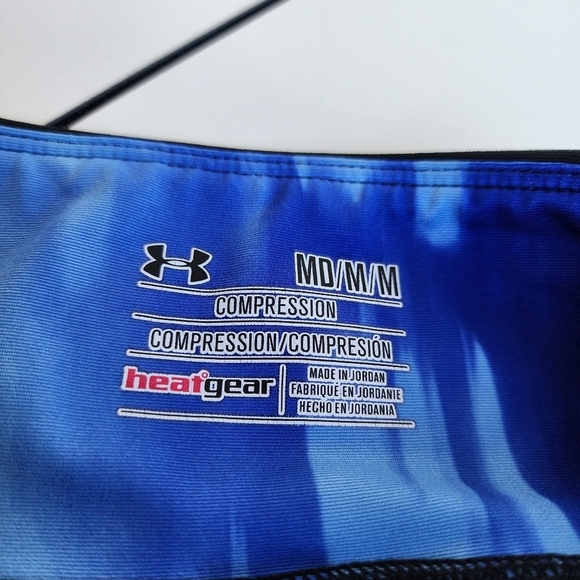 MD/M/M
COMPRESSION
COMPRESSION/COMPRESIÓN
heatgear
MADE IN JORDAN
FABRIQUÉ EN JORDANIE
HECHO EN JORDANIA